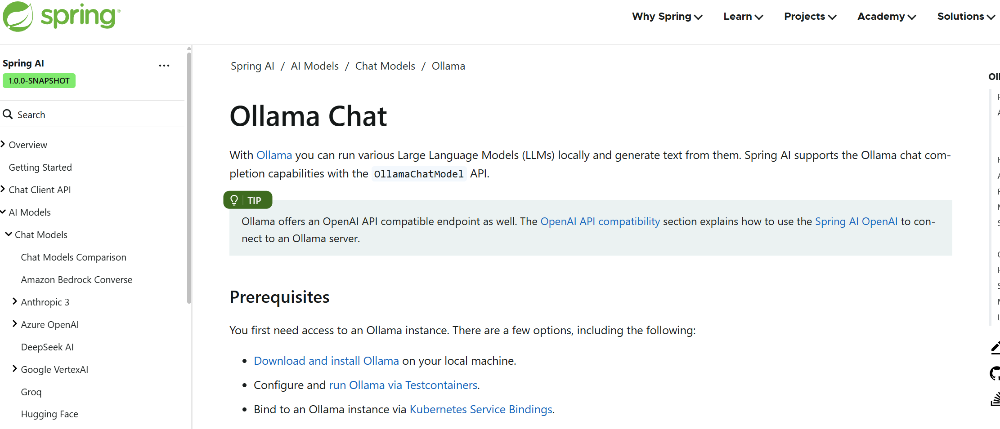 spring®
Why Spring
Learn
Projects
Academy
Solutions
Spring AI
...
1.0.0-SNAPSHOT
Search
Overview
Getting Started
Chat Client API
AI Models
Chat Models
Chat Models Comparison
Amazon Bedrock Converse
Anthropic 3
Azure OpenAI
DeepSeek AI
Google VertexAI
Groq
Hugging Face
Spring AI / AI Models / Chat Models / Ollama
Ollama Chat
With Ollama you can run various Large Language Models (LLMs) locally and generate text from them. Spring AI supports the Ollama chat com-
pletion capabilities with the OllamaChatModel API.
TIP
Ollama offers an OpenAI API compatible endpoint as well. The OpenAI API compatibility section explains how to use the Spring AI OpenAI to con-
nect to an Ollama server.
Prerequisites
You first need access to an Ollama instance. There are a few options, including the following:
• Download and install Ollama on your local machine.
• Configure and run Ollama via Testcontainers.
• Bind to an Ollama instance via Kubernetes Service Bindings.